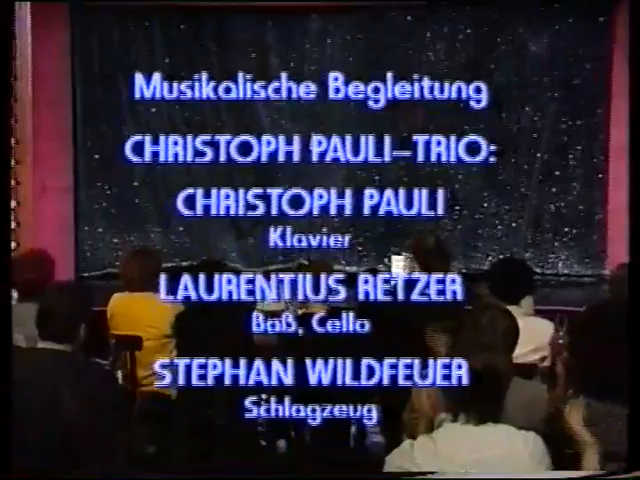 Musikalische Begleitung
CHRISTOPH PAULI-TRIO:
CHRISTOPH PAULI
Klavier
LAURENTIUS RETZER
Baß, Cello
STEPHAN WILDFEUER
Schlagzeug